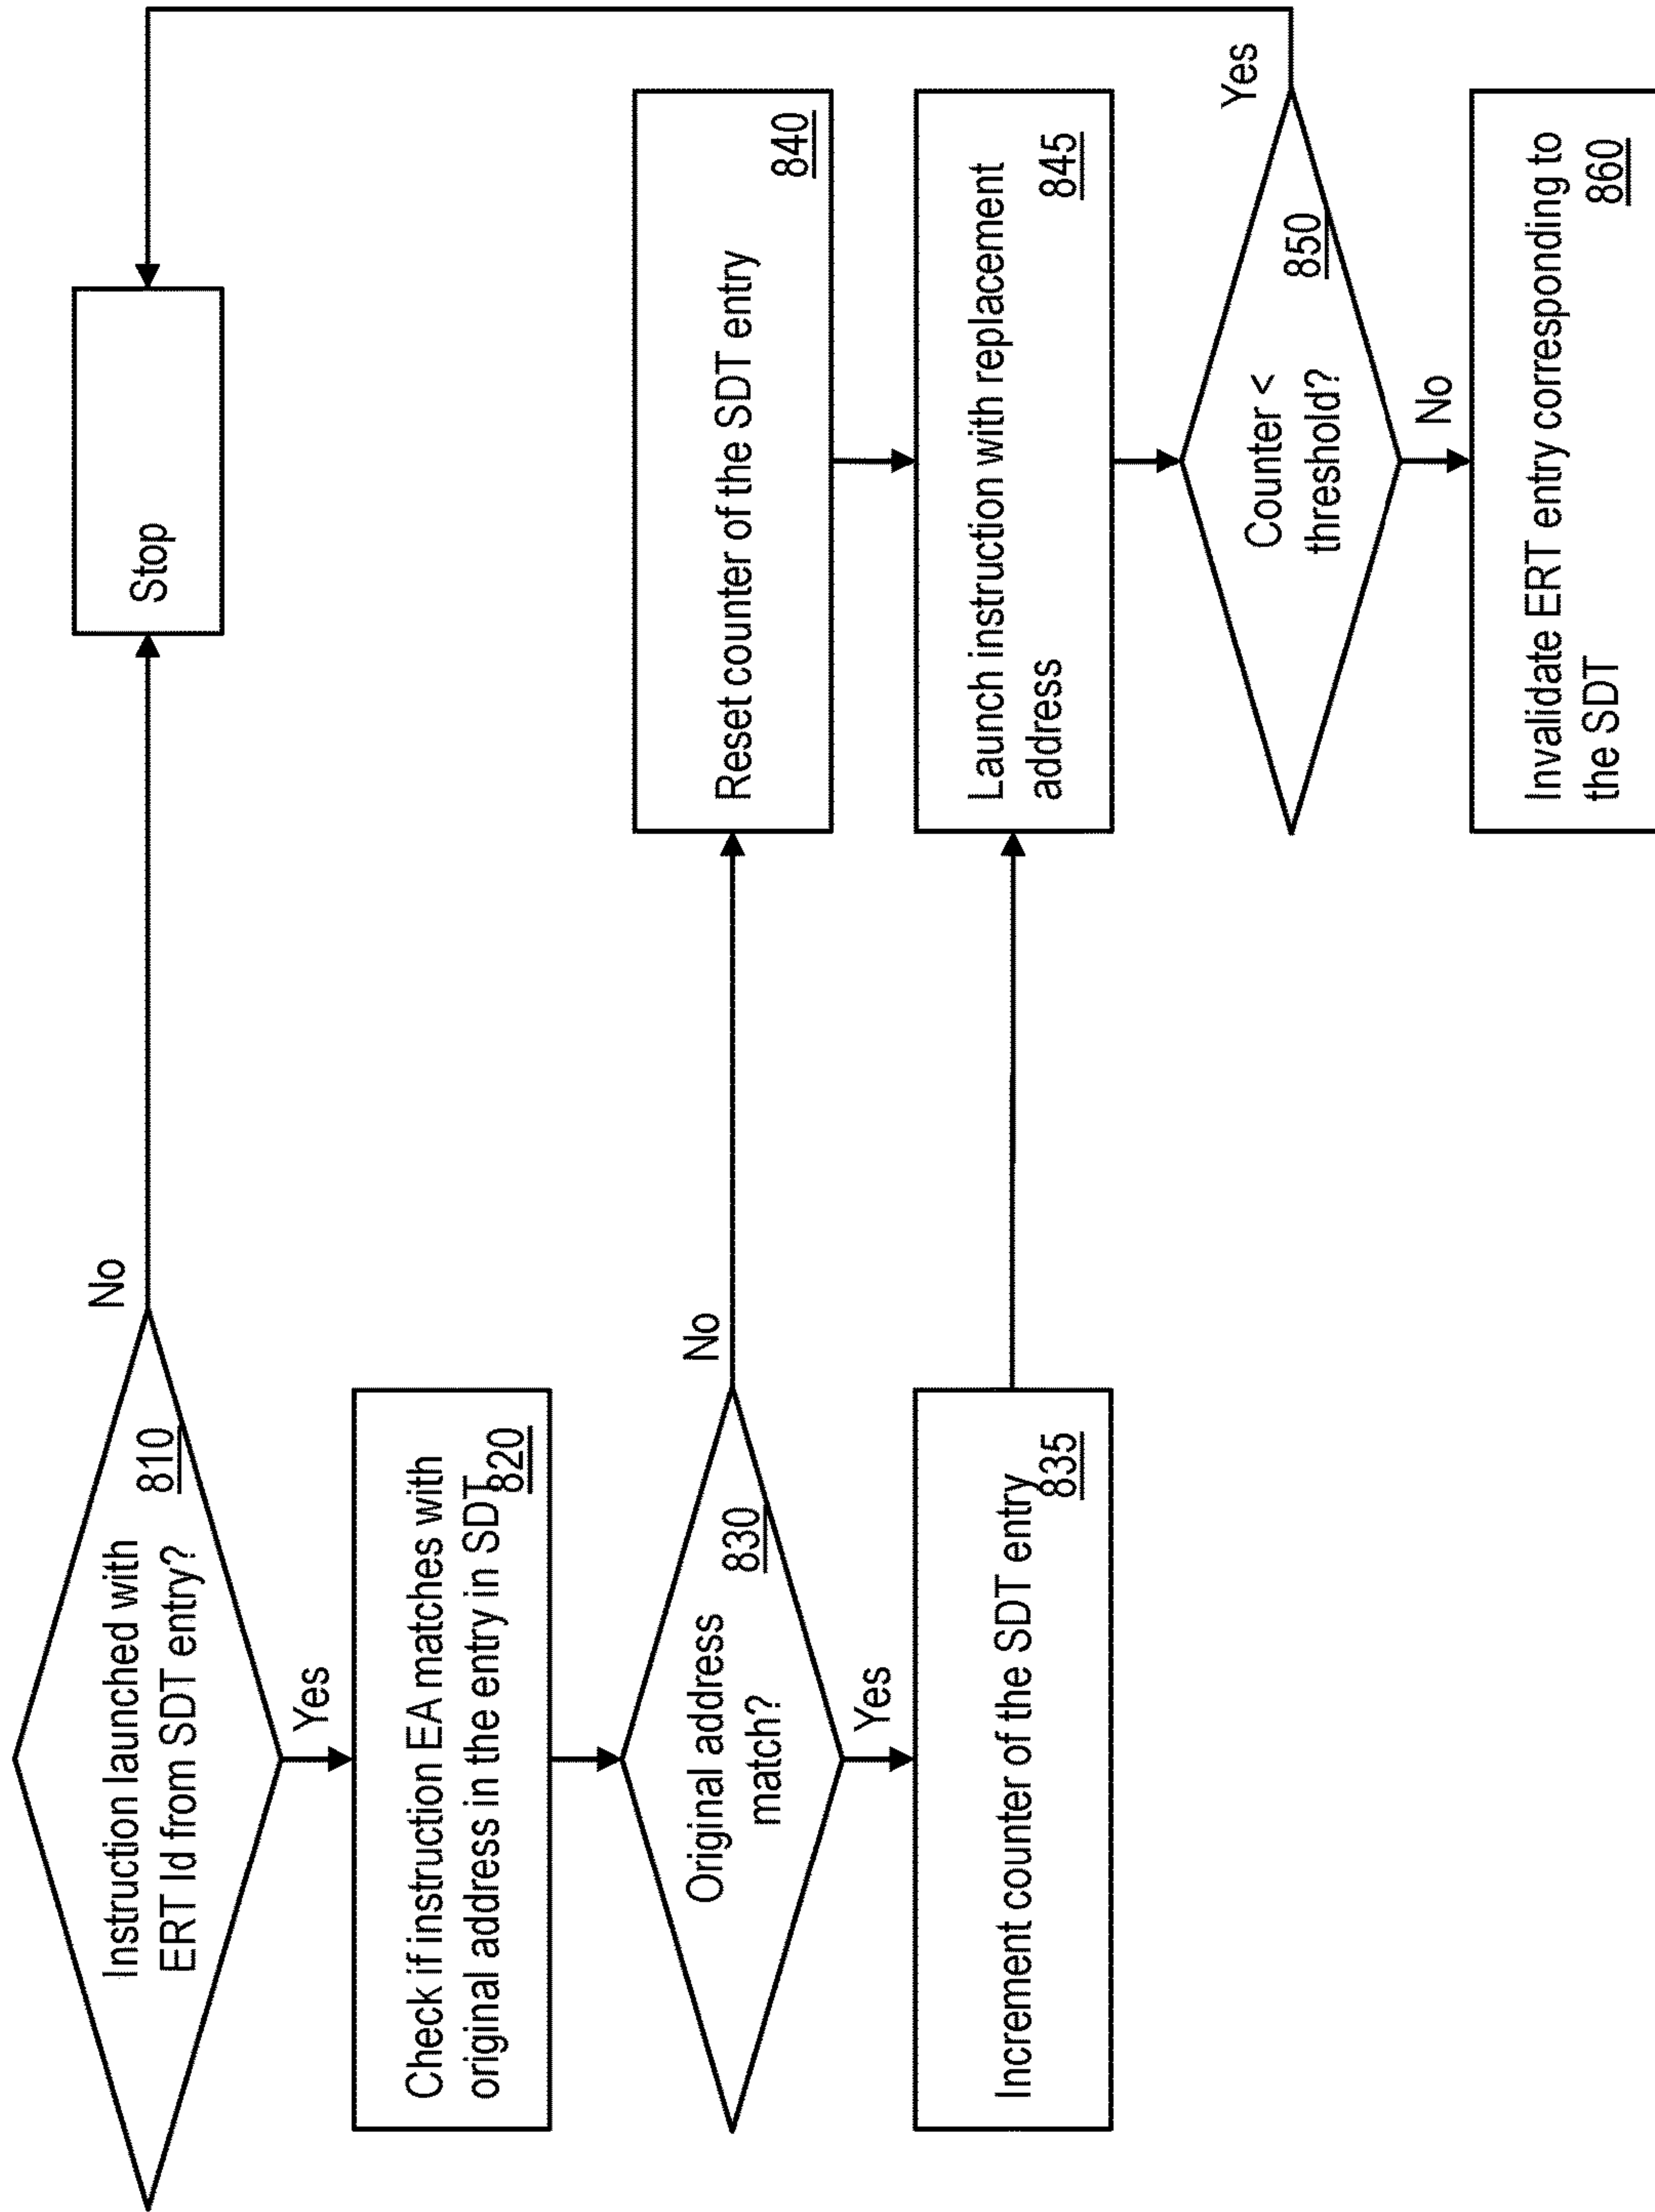 Instruction launched with
ERT Id from SDT entry?
810
No
Stop
Yes
Check if instruction EA matches with
original address in the entry in SDT
820
Original address
match?
830
No
Reset counter of the SDT entry
840
Yes
Increment counter of the SDT entry
835
Launch instruction with replacement
address
845
Counter <
threshold?
850
Yes
No
Invalidate ERT entry corresponding to
the SDT
860